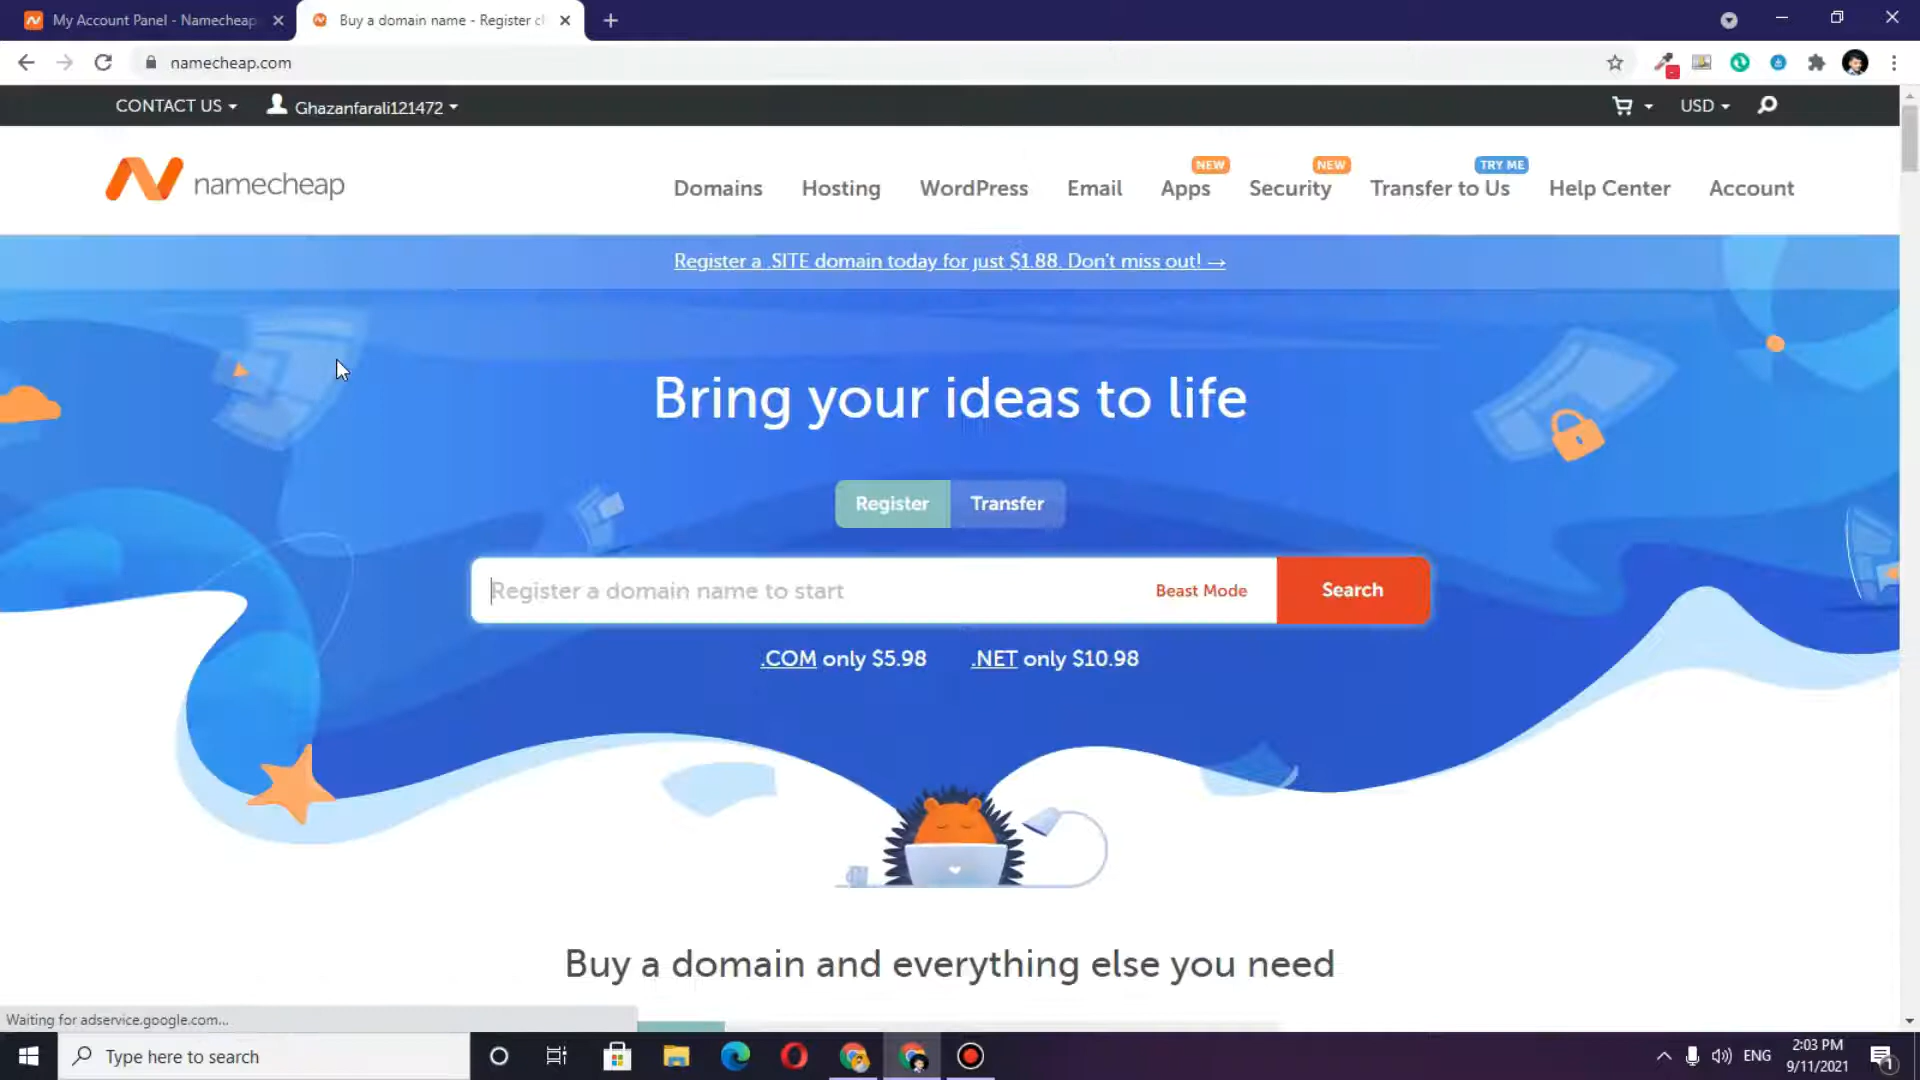 My Account Panel - Namecheap
Buy a domain name - Register ch
namecheap.com
CONTACT US
Ghazanfarali121472
USD
namecheap
Domains
Hosting
WordPress
Email
NEW
Apps
NEW
Security
TRY ME
Transfer to Us
Help Center
Account
Register a .SITE domain today for just $1.88. Don't miss out! →
Bring your ideas to life
Register
Transfer
Register a domain name to start
Beast Mode
Search
.COM only $5.98
.NET only $10.98
Buy a domain and everything else you need
Waiting for adservice.google.com...
Type here to search
ENG
2:03 PM
9/11/2021
1